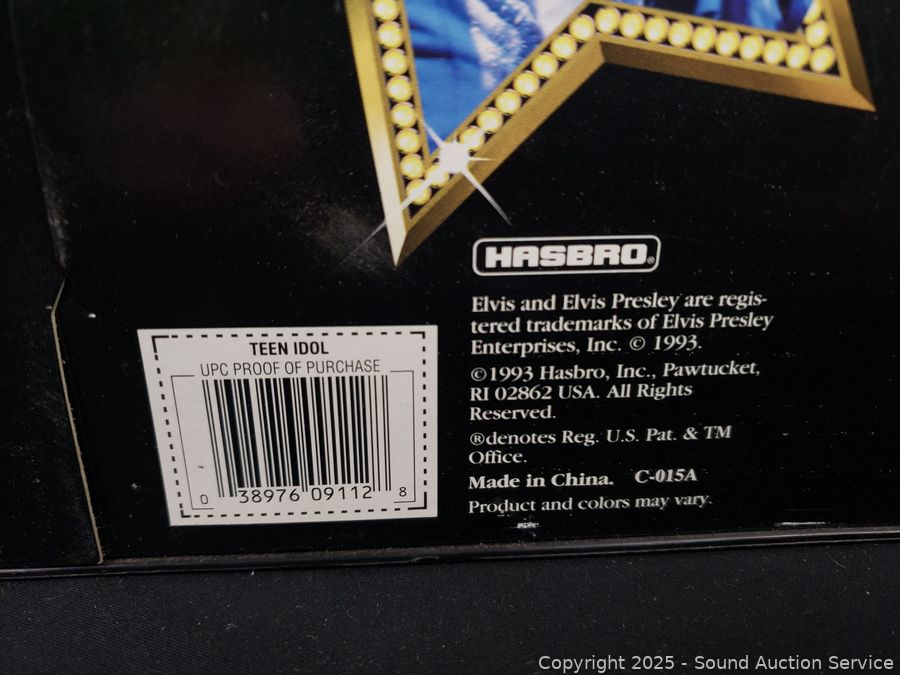 HASBRO®
Elvis and Elvis Presley are regis-
tered trademarks of Elvis Presley
Enterprises, Inc. © 1993.
©1993 Hasbro, Inc., Pawtucket,
RI 02862 USA. All Rights
Reserved.
®denotes Reg. U.S. Pat. & TM
Office.
Made in China. C-015A
Product and colors may vary.
TEEN IDOL
UPC PROOF OF PURCHASE
0 38976 09112 8
Copyright 2025 - Sound Auction Service